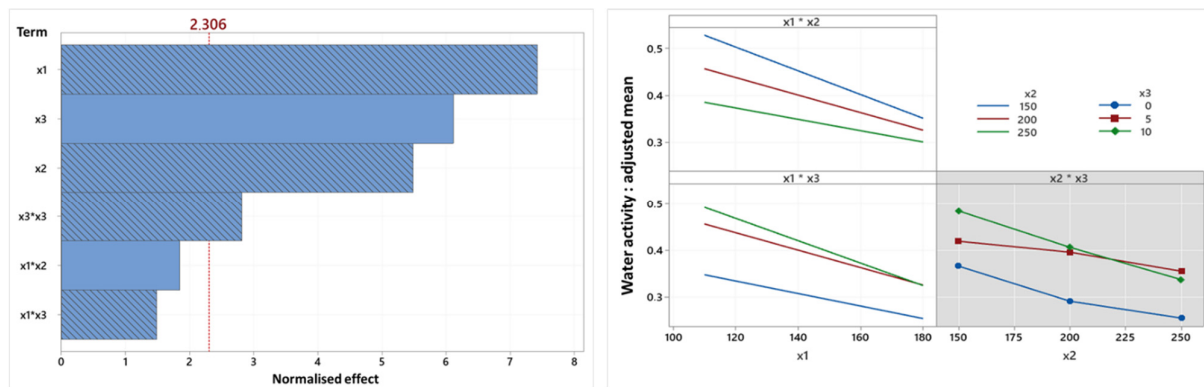 2.306
Term
x1
x3
x2
x3*x3
x1*x2
x1*x3
0 1 2 3 4 5 6 7 8
Normalised effect
Water activity : adjusted mean
x1 * x2
0.5
0.4
0.3
x2
150
200
250
x3
0
5
10
x1 * x3
x2 * x3
0.5
0.4
0.3
100 120 140 160 180 150 175 200 225 250
x1 x2